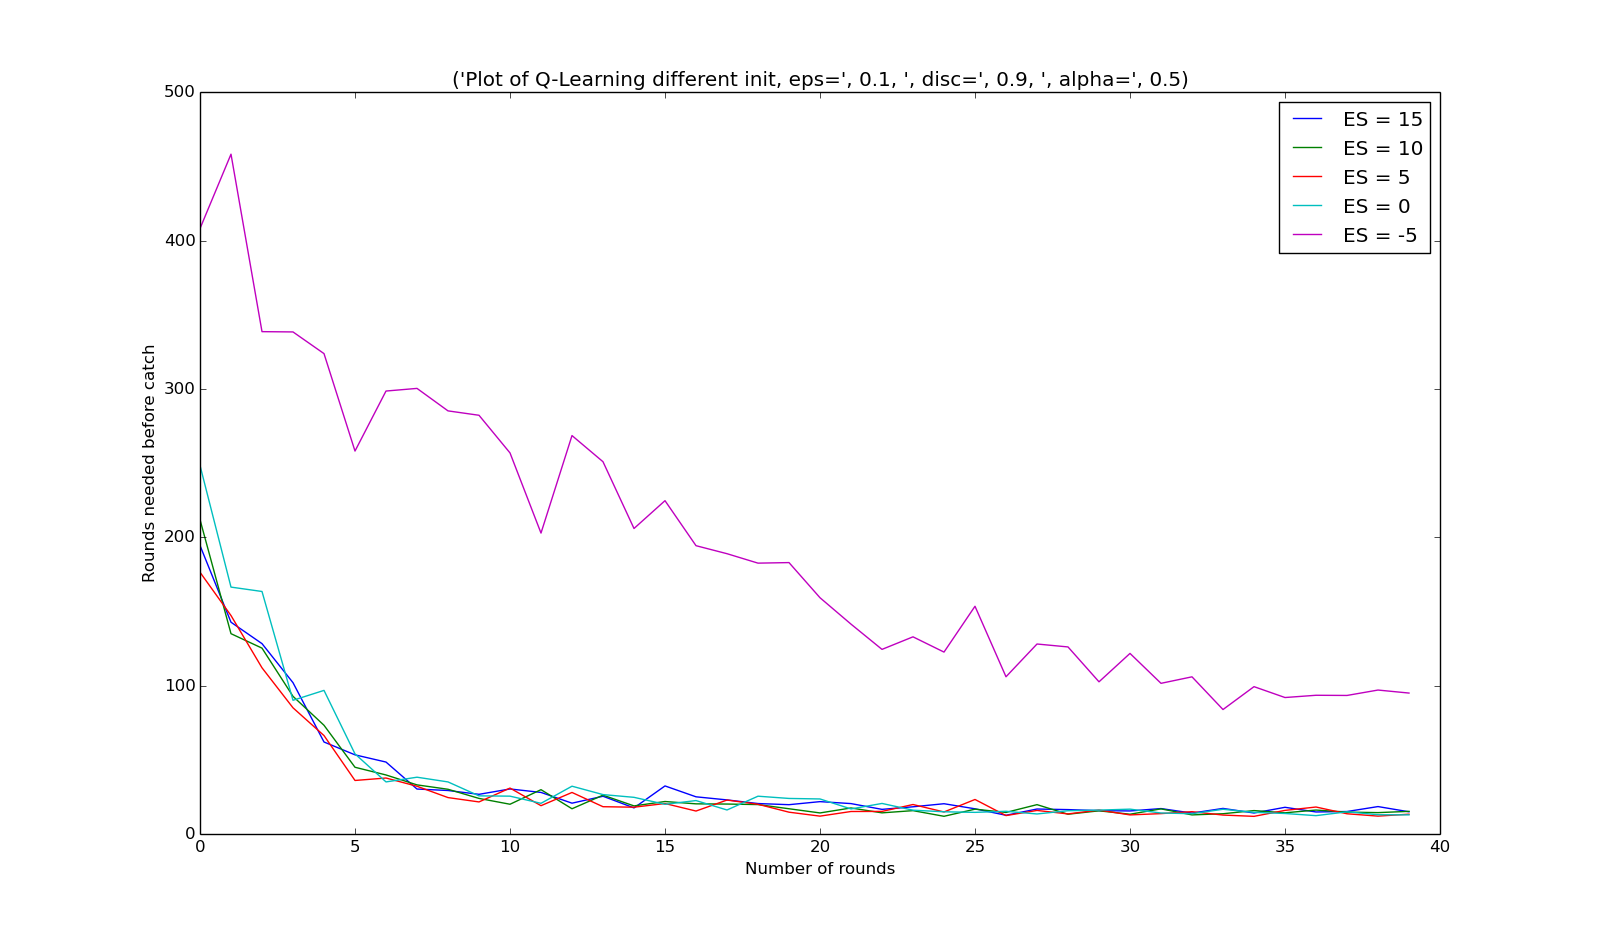 ('Plot of Q-Learning different init, eps=', 0.1, ', disc=', 0.9, ', alpha=', 0.5)
500
400
300
200
100
0
Rounds needed before catch
ES = 15
ES = 10
ES = 5
ES = 0
ES = -5
0 5 10 15 20 25 30 35 40
Number of rounds